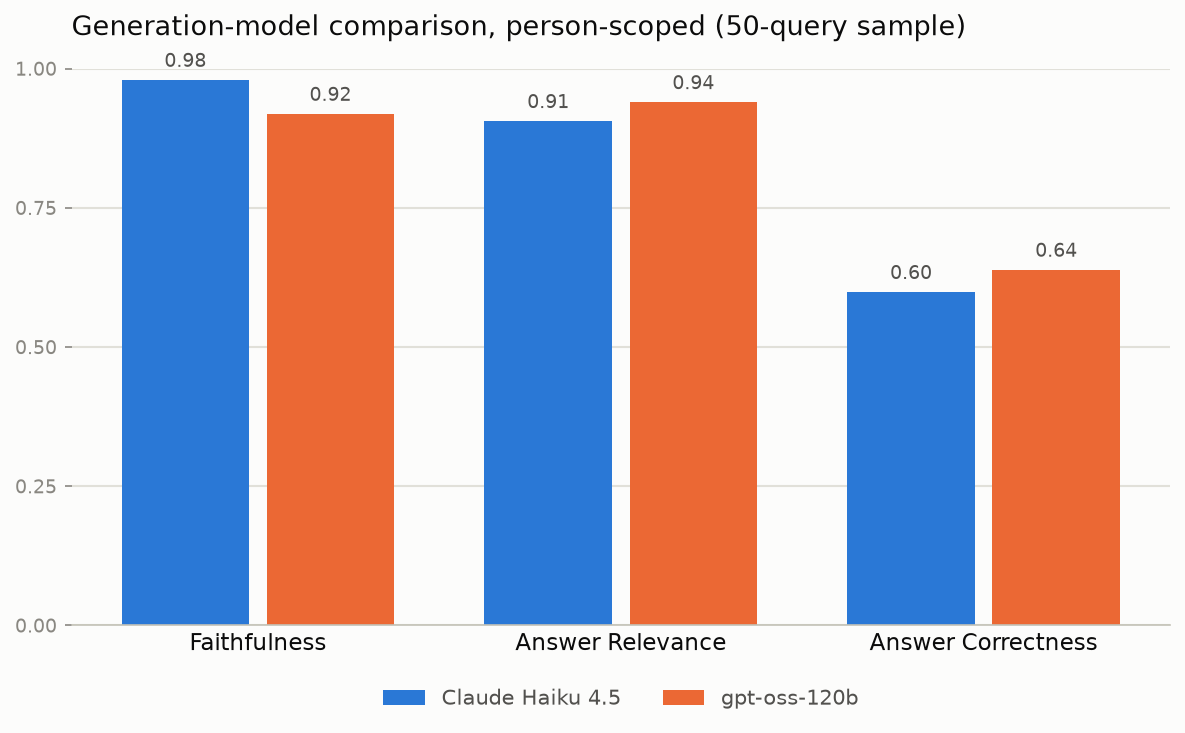 Generation-model comparison, person-scoped (50-query sample)
1.00
0.75
0.50
0.25
0.00
0.98
0.92
0.91
0.94
0.60
0.64
Faithfulness
Answer Relevance
Answer Correctness
Claude Haiku 4.5
gpt-oss-120b